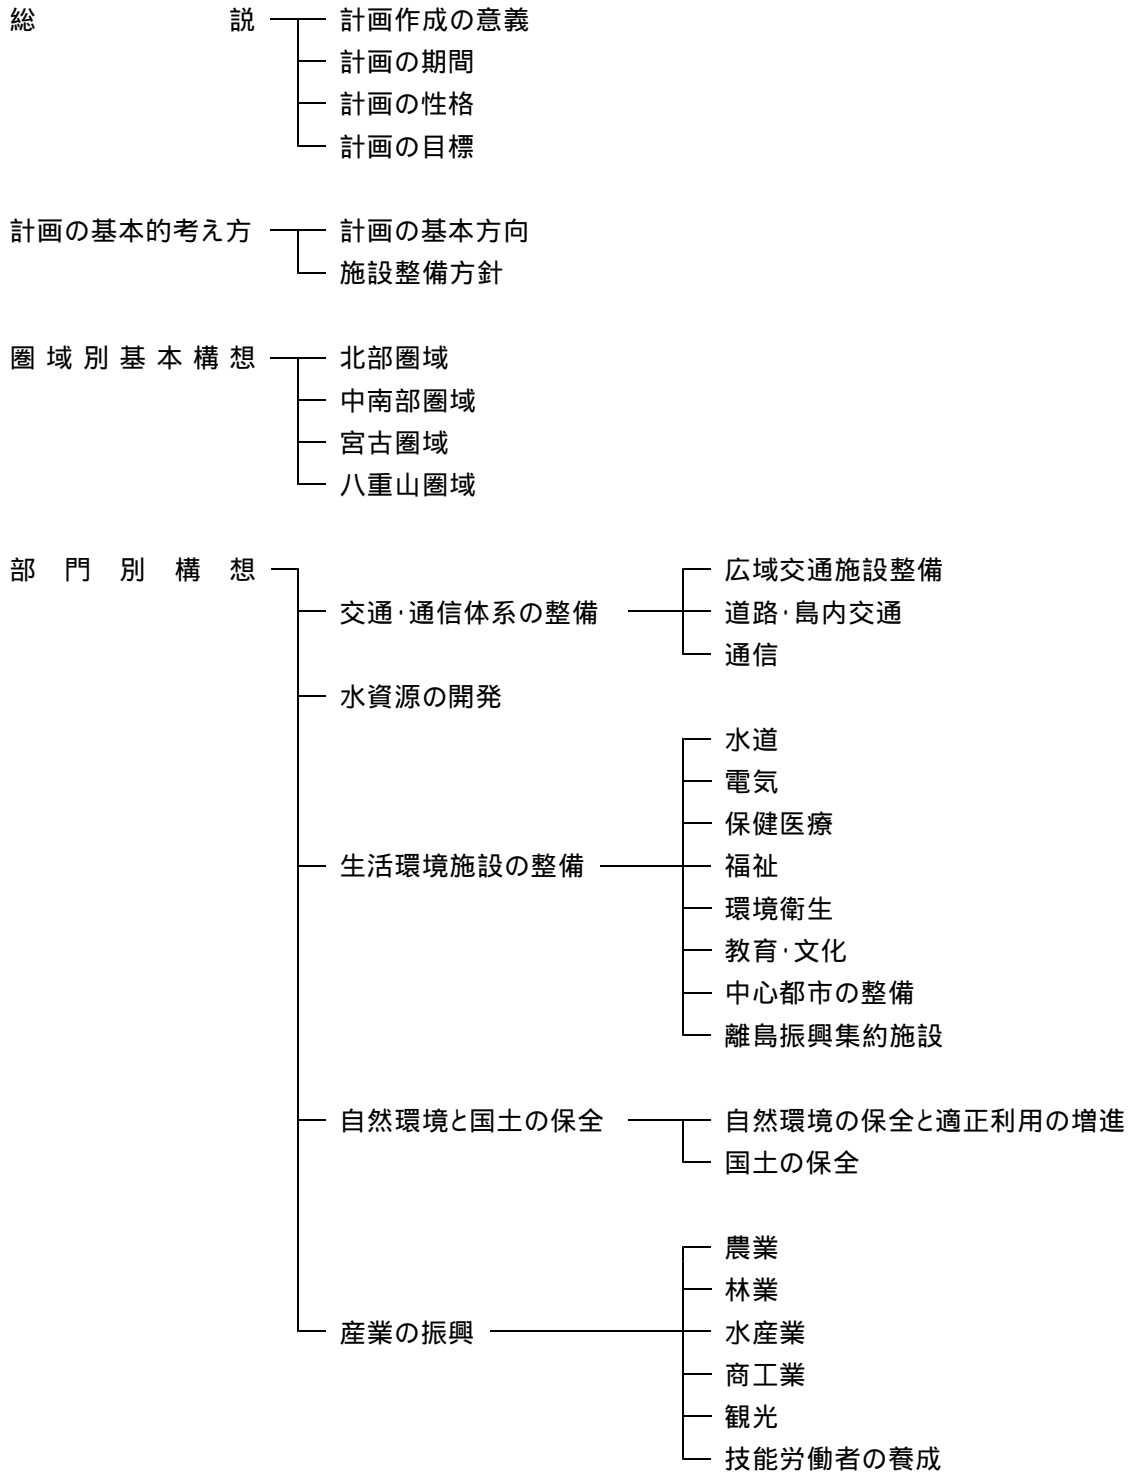 総説 計画作成の意義
計画の期間
計画の性格
計画の目標
計画の基本的考え方 計画の基本方向
施設整備方針
圏域別基本構想 北部圏域
中南部圏域
宮古圏域
八重山圏域
部門別構想 広域交通施設整備
交通・通信体系の整備 道路・島内交通
通信
水資源の開発
水道
電気
保健医療
生活環境施設の整備 福祉
環境衛生
教育・文化
中心都市の整備
離島振興集約施設
自然環境と国土の保全 自然環境の保全と適正利用の増進
国土の保全
農業
林業
産業の振興 水産業
商工業
観光
技能労働者の養成